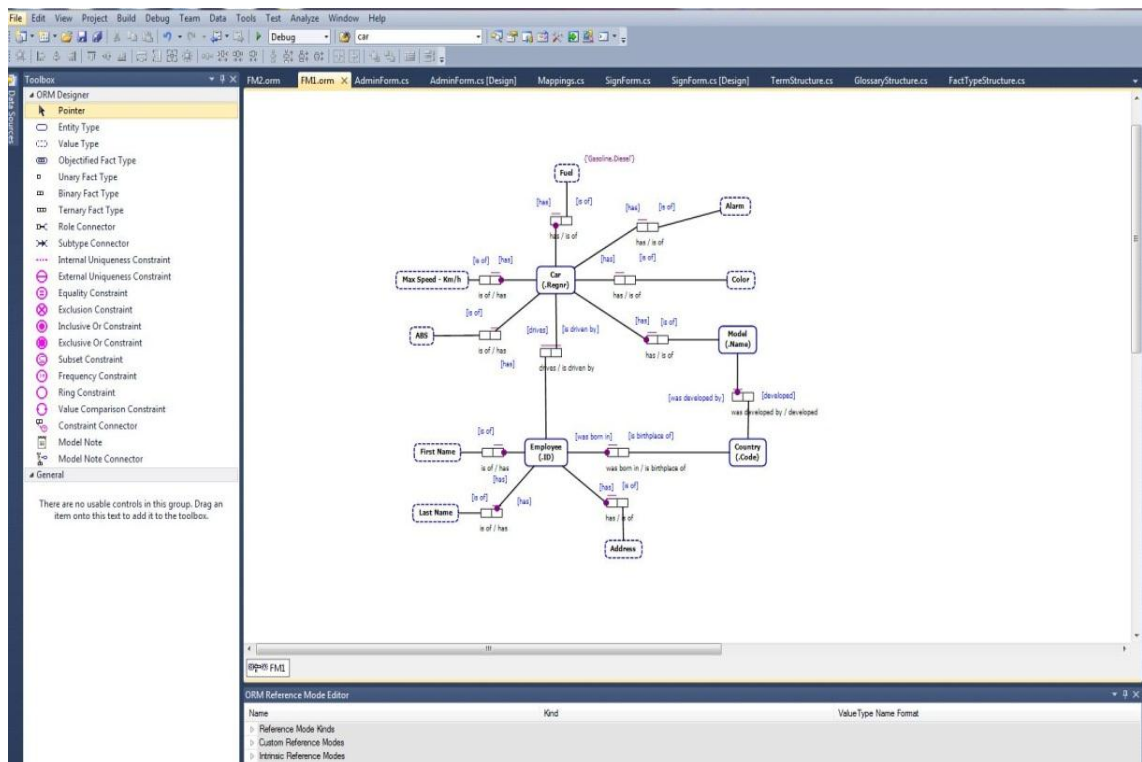 File Edit View Project Build Debug Team Data Tools Test Analyze Window Help
Debug car
Toolbox
FM2.orm FM1.orm AdminForm.cs AdminForm.cs [Design] Mappings.cs SignForm.cs SignForm.cs [Design] TermStructure.cs GlossaryStructure.cs FactTypeStructure.cs
Data Sources
ORM Designer
Pointer
Entity Type
Value Type
Objectified Fact Type
Unary Fact Type
Binary Fact Type
Ternary Fact Type
Role Connector
Subtype Connector
Internal Uniqueness Constraint
External Uniqueness Constraint
Equality Constraint
Exclusion Constraint
Inclusive Or Constraint
Exclusive Or Constraint
Subset Constraint
Frequency Constraint
Ring Constraint
Value Comparison Constraint
Constraint Connector
Model Note
Model Note Connector
General
There are no usable controls in this group. Drag an
item onto this text to add it to the toolbox.
{'Gasoline,Diesel'}
Fuel
[has] [is of]
has / is of
Alarm
[has] [is of]
has / is of
Max Speed - Km/h
[is of] [has]
is of / has
Car
(.Regnr)
[has] [is of]
has / is of
Color
ABS
[is of]
is of / has
[has]
[drives] [is driven by]
drives / is driven by
[has] [is of]
has / is of
Model
(.Name)
[was developed by] [developed]
was developed by / developed
First Name
[is of]
is of / has
[has]
Employee
(.ID)
[was born in] [is birthplace of]
was born in / is birthplace of
Country
(.Code)
Last Name
[is of] [has]
is of / has
[has] [is of]
has / is of
Address
FM1
ORM Reference Mode Editor
Name Kind ValueType Name Format
Reference Mode Kinds
Custom Reference Modes
Intrinsic Reference Modes